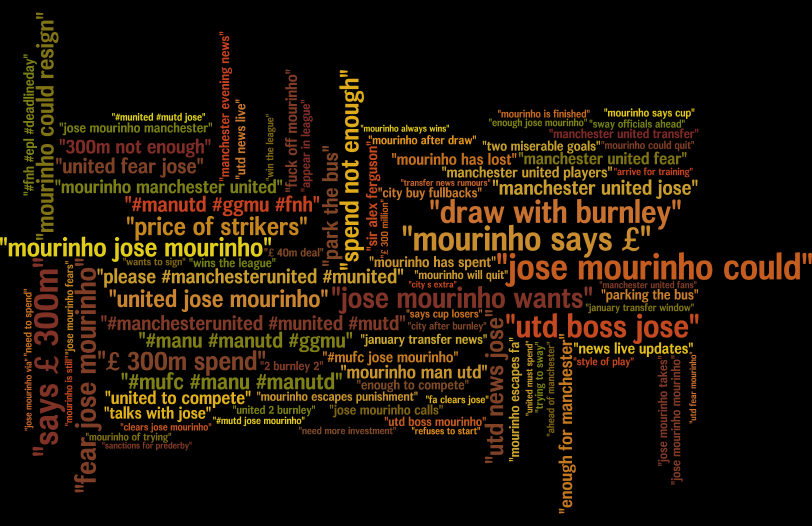 "#fnh #epl #deadlineday"
"mourinho could resign"
"#munited #mutd jose"
"jose mourinho manchester"
"300m not enough"
"united fear jose"
"mourinho manchester united"
"#manutd #ggmu #fnh"
"price of strikers"
"mourinho jose mourinho"
"£ 40m deal"
"wants to sign"
"wins the league"
"manchester evening news"
"utd news live"
"win the league"
"fuck off mourinho"
"appear in league"
"park the bus"
"spend not enough"
"mourinho always wins"
"mourinho after draw"
"sir alex ferguson"
"£ 300 million"
"mourinho has lost"
"transfer news rumours"
"city buy fullbacks"
"mourinho is finished"
"enough jose mourinho"
"mourinho says cup"
"sway officials ahead"
"manchester united transfer"
"two miserable goals"
"mourinho could quit"
"manchester united fear"
"manchester united players"
"arrive for training"
"manchester united jose"
"draw with burnley"
"mourinho says £"
"mourinho has spent"
"jose mourinho could"
"please #manchesterunited #munited"
"mourinho will quit"
"city s extra"
"manchester united fans"
"parking the bus"
"january transfer window"
"united jose mourinho"
"jose mourinho wants"
"says cup losers"
"city after burnley"
"utd boss jose"
"#manchesterunited #munited #mutd"
"#manu #manutd #ggmu"
"january transfer news"
"news live updates"
"style of play"
"£ 300m spend"
"2 burnley 2"
"#mufc jose mourinho"
"mourinho man utd"
"#mufc #manu #manutd"
"enough to compete"
"united to compete"
"mourinho escapes punishment"
"fa clears jose"
"talks with jose"
"united 2 burnley"
"jose mourinho calls"
"clears jose mourinho"
"#mutd jose mourinho"
"utd boss mourinho"
"need more investment"
"refuses to start"
"mourinho of trying"
"sanctions for prederby"
"jose mourinho via"
"need to spend"
"says £ 300m"
"mourinho is still"
"jose mourinho fears"
"fear jose mourinho"
"utd news jose"
"mourinho escapes fa"
"united must spend"
"trying to sway"
"ahead of manchester"
"enough for manchester"
"jose mourinho takes"
"jose mourinho mourinho"
"utd fear mourinho"